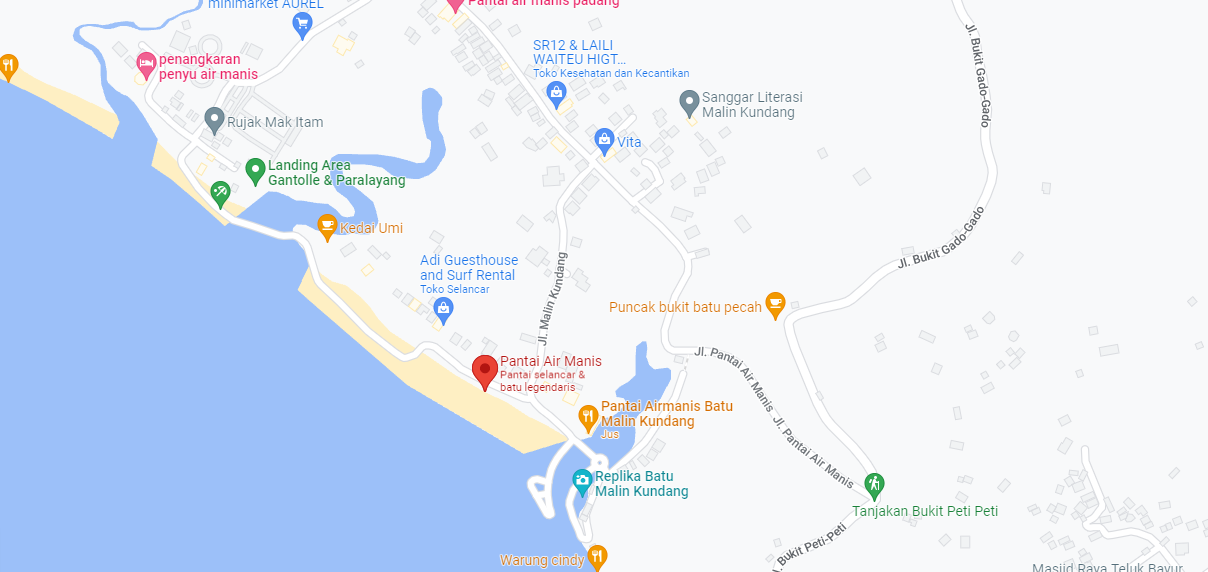 minimarket AUREL
Pantai air manis padang
SR12 & LAILI
WAITEU HIGT...
Toko Kesehatan dan Kecantikan
penangkaran
penyu air manis
Jl. Bukit Gado-Gado
Sanggar Literasi
Malin Kundang
Rujak Mak Itam
Vita
Landing Area
Gantolle & Paralayang
Kedai Umi
Jl. Bukit Gado-Gado
Adi Guesthouse
and Surf Rental
Toko Selancar
Jl. Malin Kundang
Puncak bukit batu pecah
Jl. Pantai Air Manis
Pantai Air Manis
Pantai selancar &
batu legendaris
Pantai Airmanis Batu
Malin Kundang
Jus
Jl. Pantai Air Manis
Replika Batu
Malin Kundang
Tanjakan Bukit Peti Peti
Jl. Bukit Peti-Peti
Warung cindy
Masjid Raya Teluk Bayur